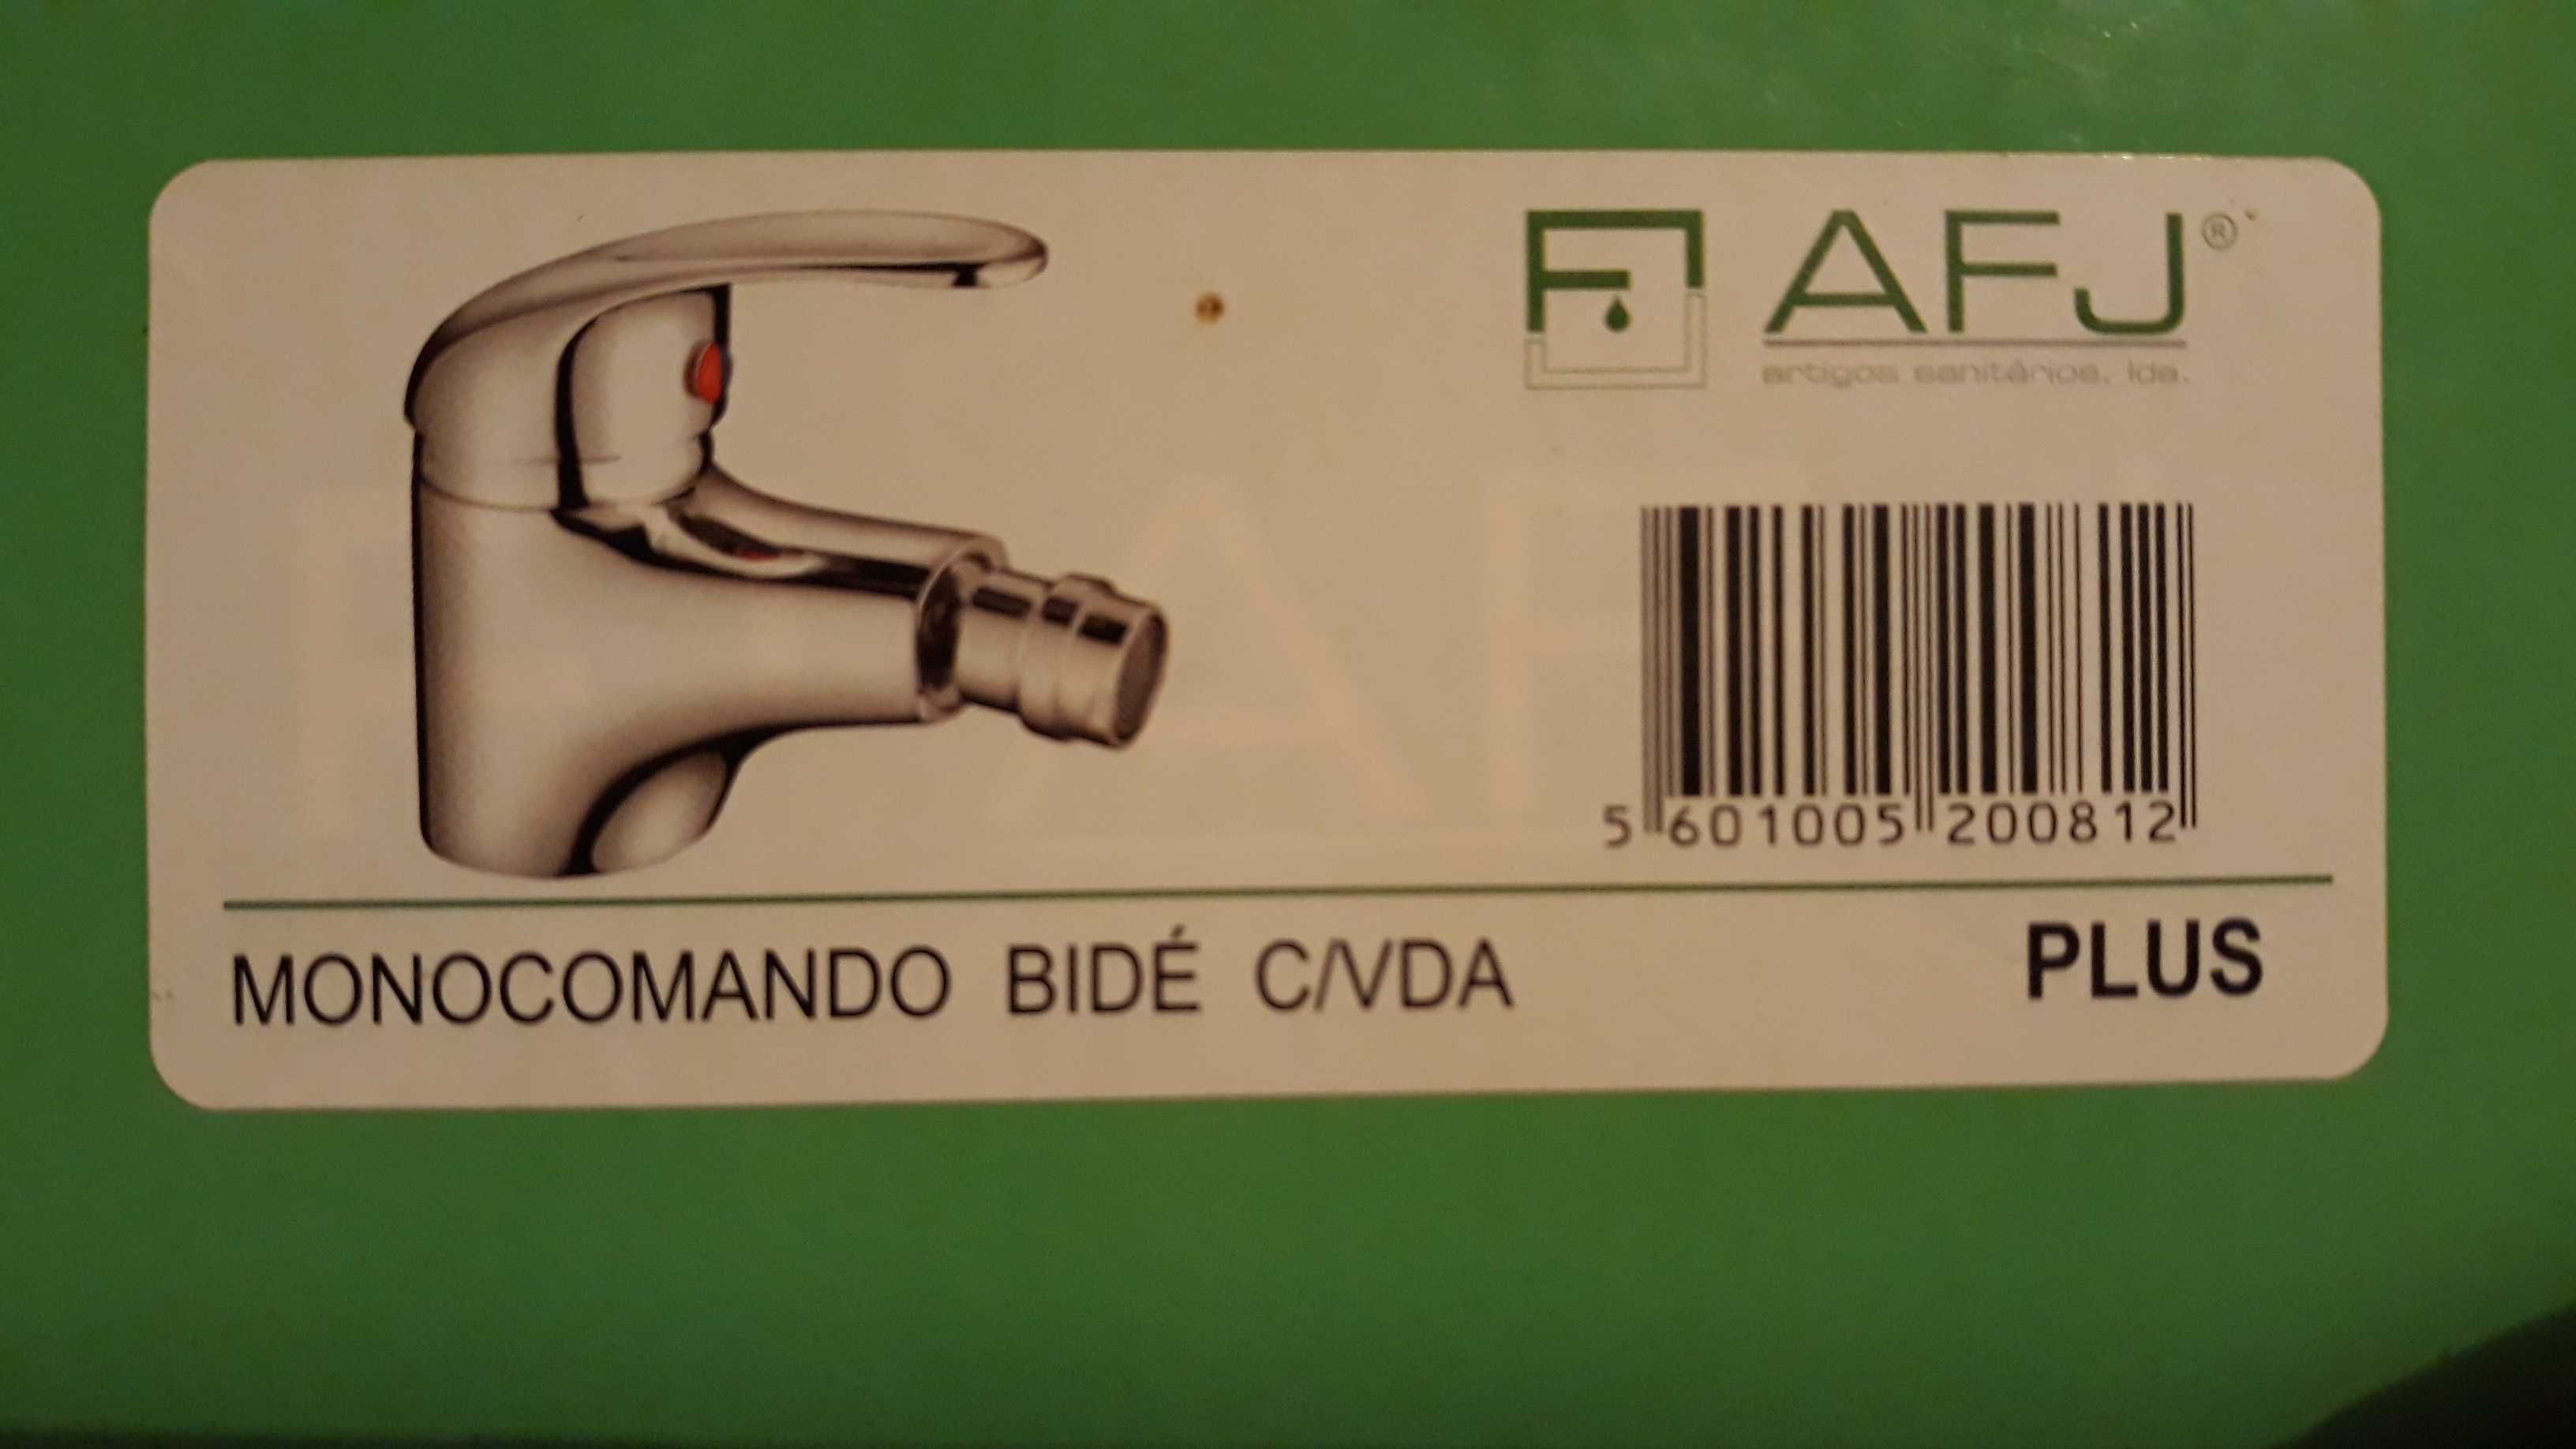 AFJ®
artigos sanitários, lda.
5 601005 200812
MONOCOMANDO BIDÉ C/VDA
PLUS